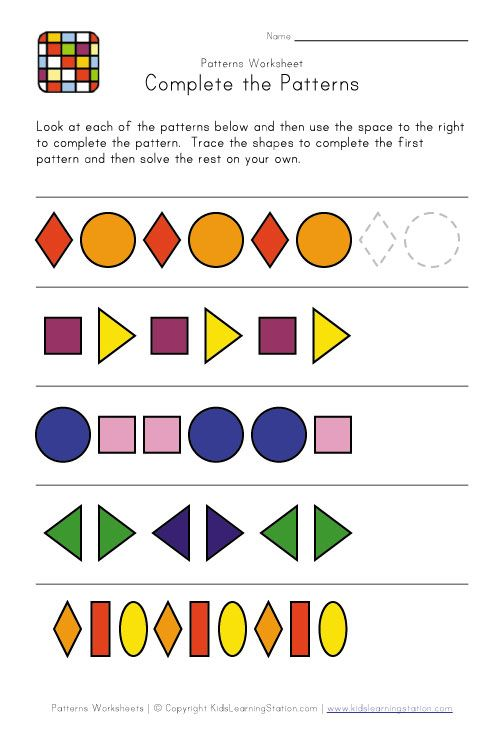 Name
Patterns Worksheet
Complete the Patterns
Look at each of the patterns below and then use the space to the right
to complete the pattern. Trace the shapes to complete the first
pattern and then solve the rest on your own.
Patterns Worksheets | © Copyright KidsLearningStation.com | www.kidslearningstation.com